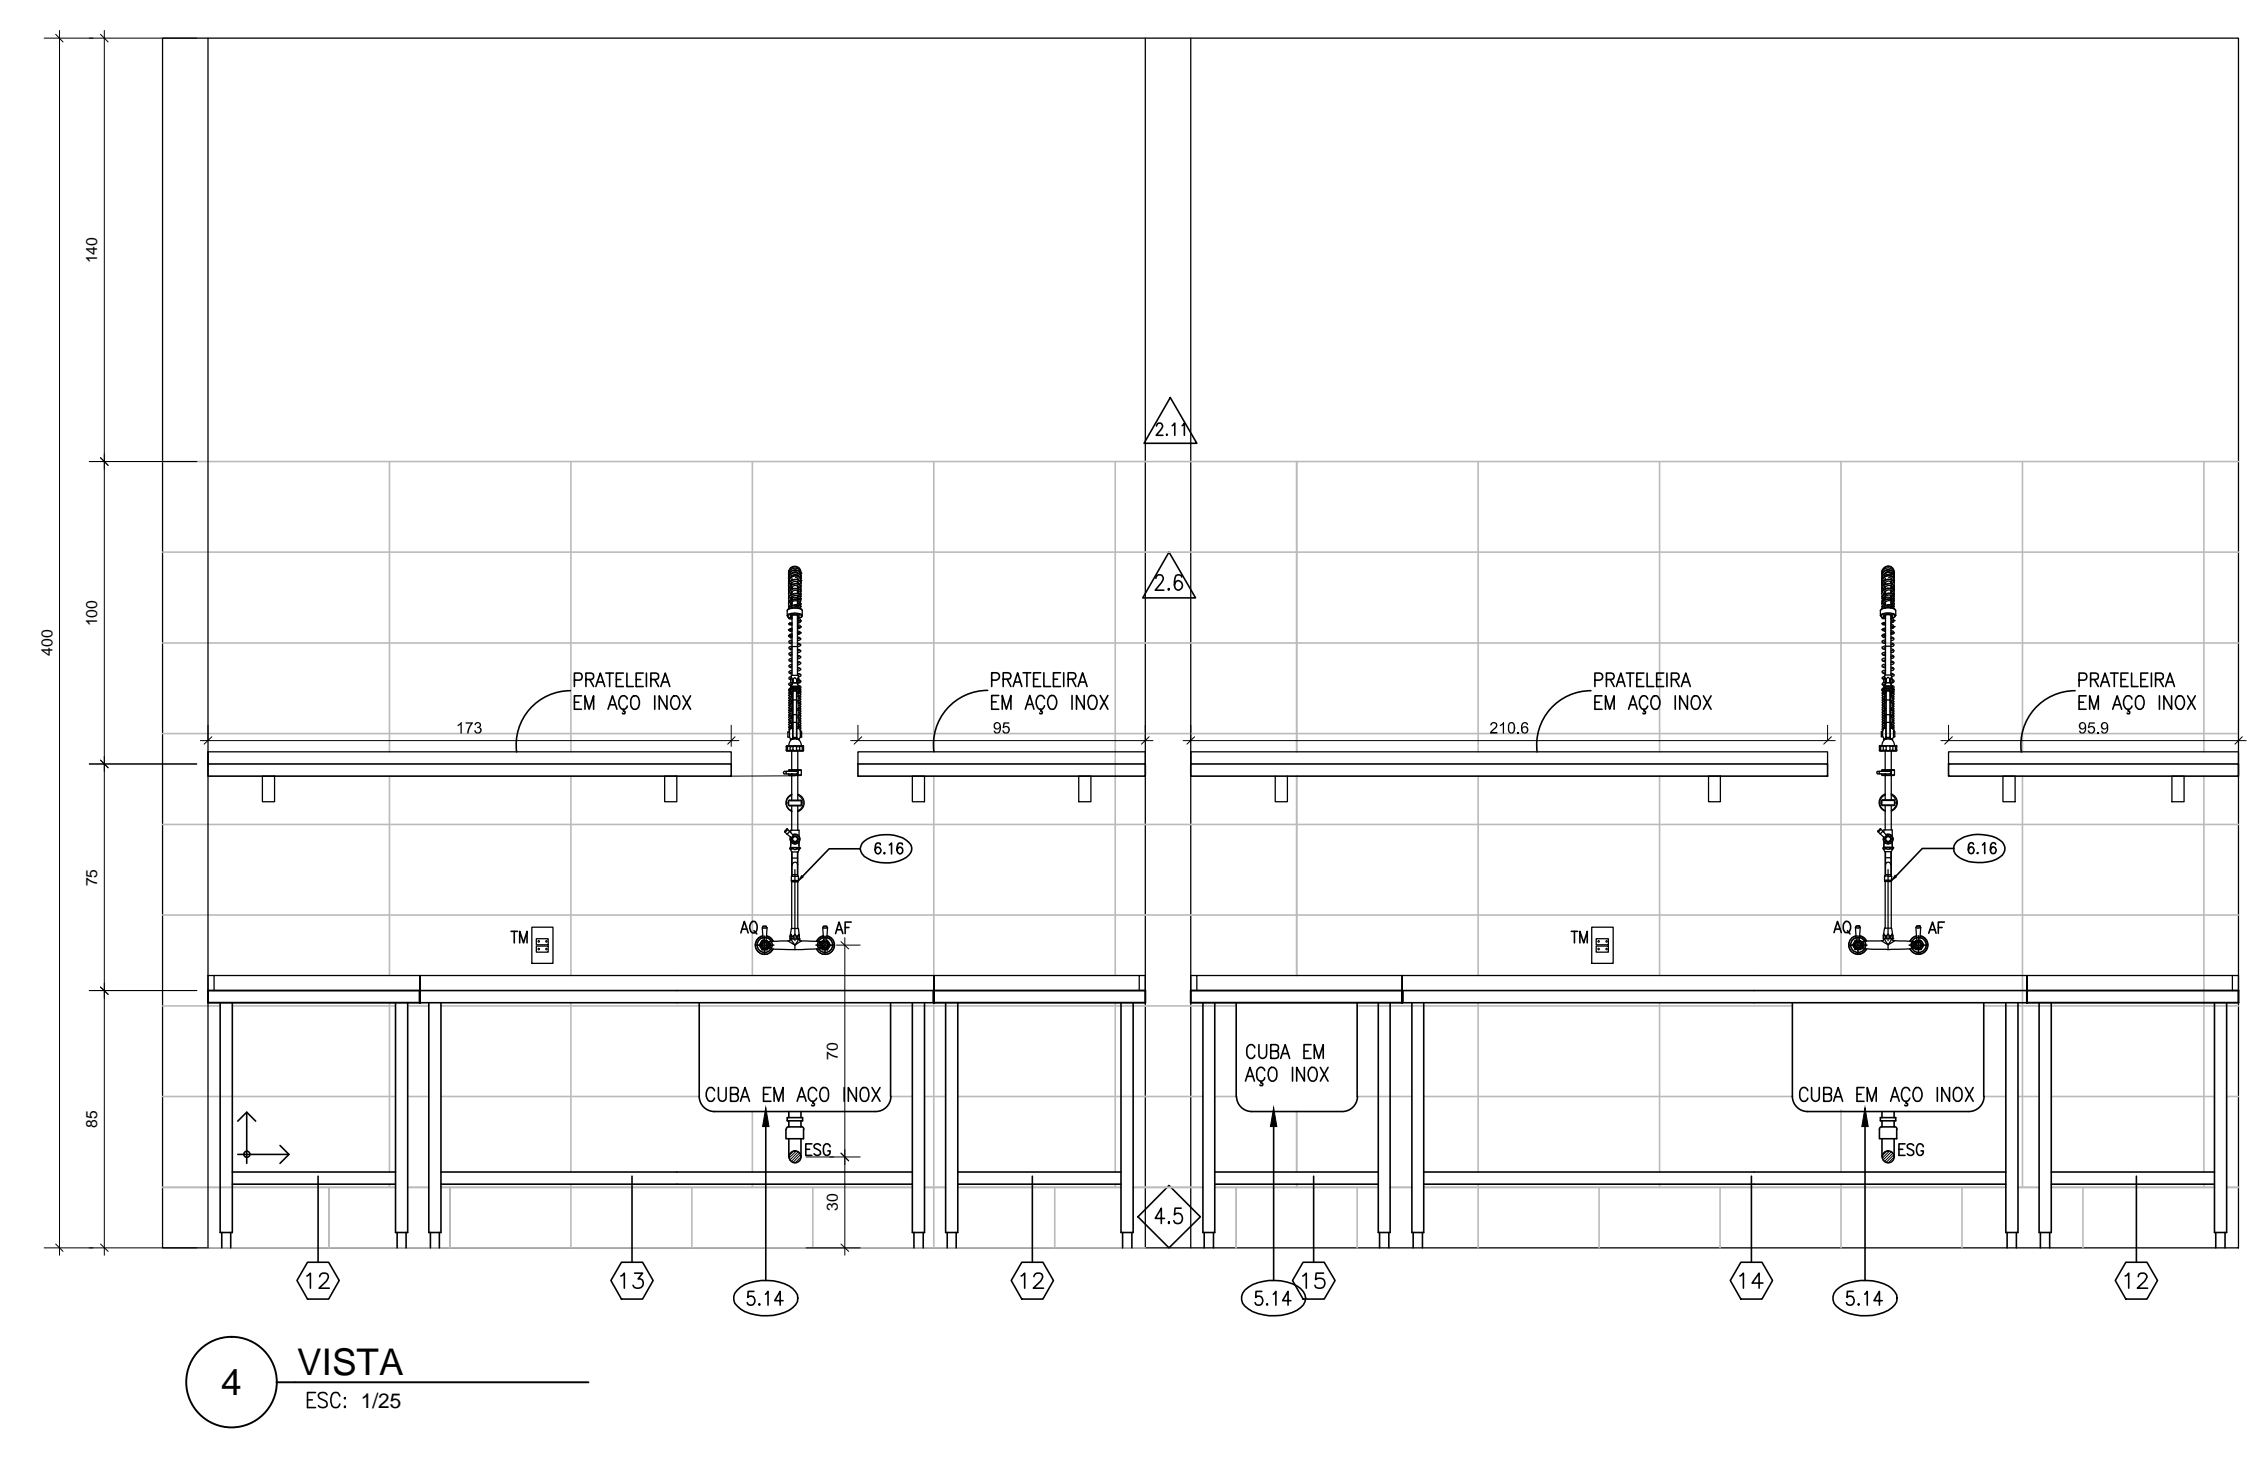 140
2.11
100
400
2.6
PRATELEIRA
EM AÇO INOX
PRATELEIRA
EM AÇO INOX
PRATELEIRA
EM AÇO INOX
PRATELEIRA
EM AÇO INOX
173
95
210.6
95.9
6.16
6.16
75
TM
AQ
AF
TM
AQ
AF
70
CUBA EM
AÇO INOX
CUBA EM AÇO INOX
CUBA EM AÇO INOX
85
ESG
ESG
30
4.5
12
13
5.14
12
5.14
15
14
5.14
12
4
VISTA
ESC: 1/25